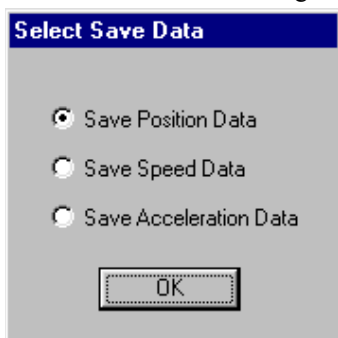 Select Save Data
Save Position Data
Save Speed Data
Save Acceleration Data
OK